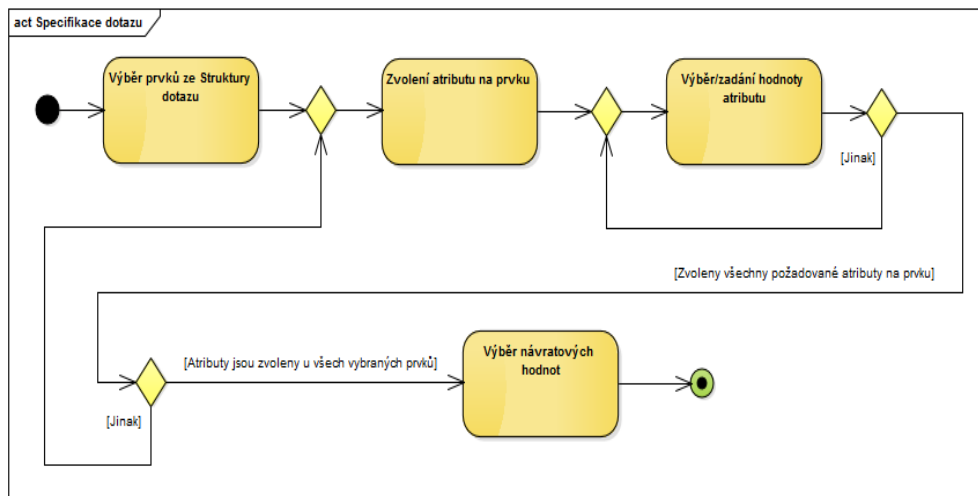 act Specifikace dotazu
Výběr prvků ze Struktury
dotazu
Zvolení atributu na prvku
Výběr/zadání hodnoty
atributu
[Jinak]
[Zvoleny všechny požadované atributy na prvku]
[Atributy jsou zvoleny u všech vybraných prvků]
Výběr návratových
hodnot
[Jinak]